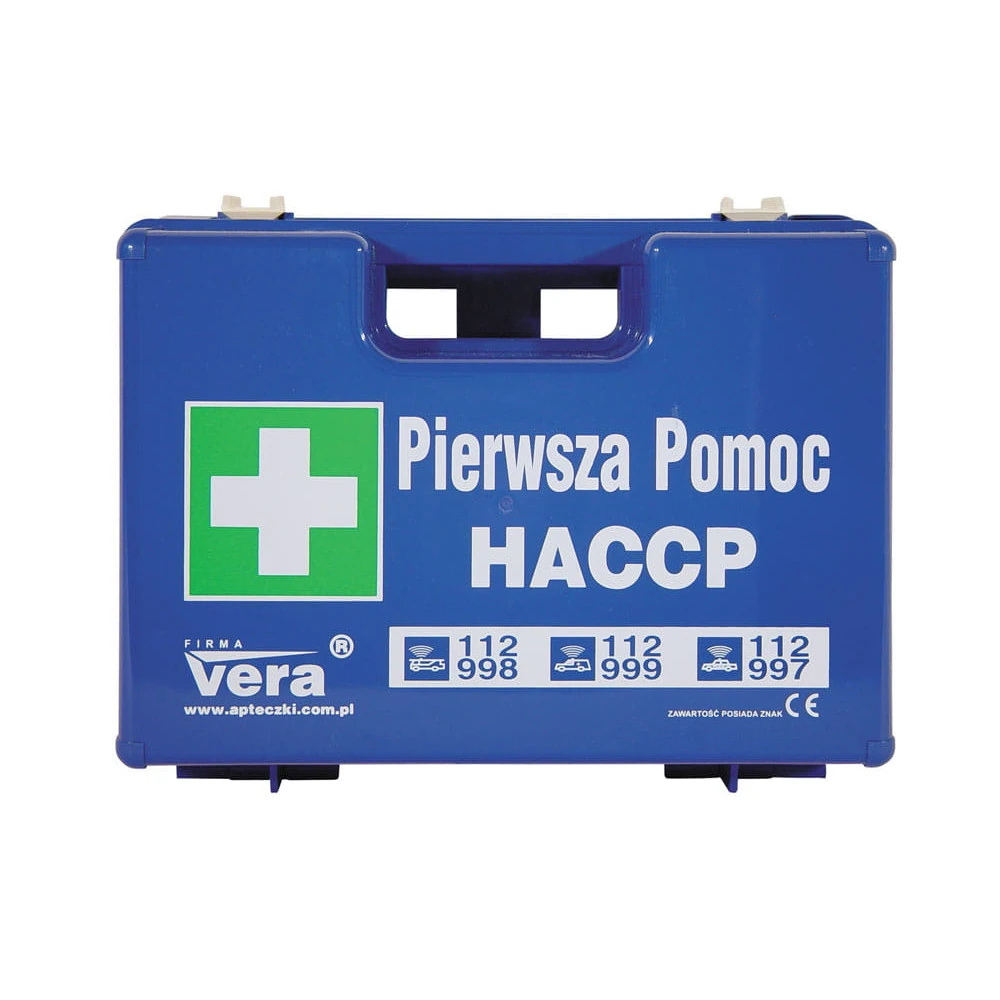 Pierwsza Pomoc
HACCP
FIRMA
vera ®
www.apteczki.com.pl
112 112 112
998 999 997
ZAWARTOŚĆ POSIADA ZNAK CE